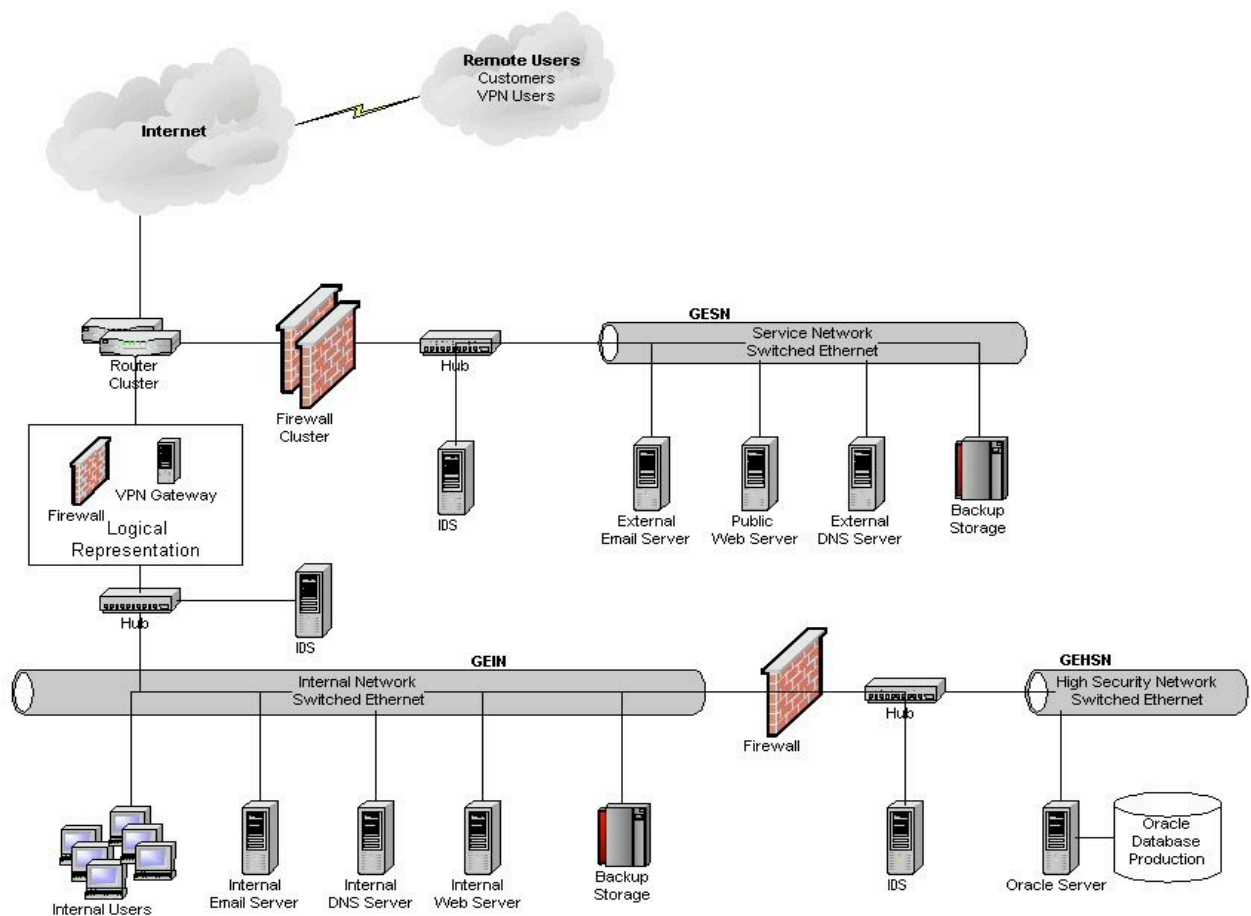 Remote Users
Customers
VPN Users
Internet
GESN
Service Network
Switched Ethernet
Router
Cluster
Firewall
Cluster
Hub
IDS
External
Email Server
Public
Web Server
External
DNS Server
Backup
Storage
Firewall
VPN Gateway
Logical
Representation
Hub
IDS
GEIN
Internal Network
Switched Ethernet
Firewall
Hub
GEHSN
High Security Network
Switched Ethernet
Internal Users
Internal
Email Server
Internal
DNS Server
Internal
Web Server
Backup
Storage
IDS
Oracle Server
Oracle
Database
Production